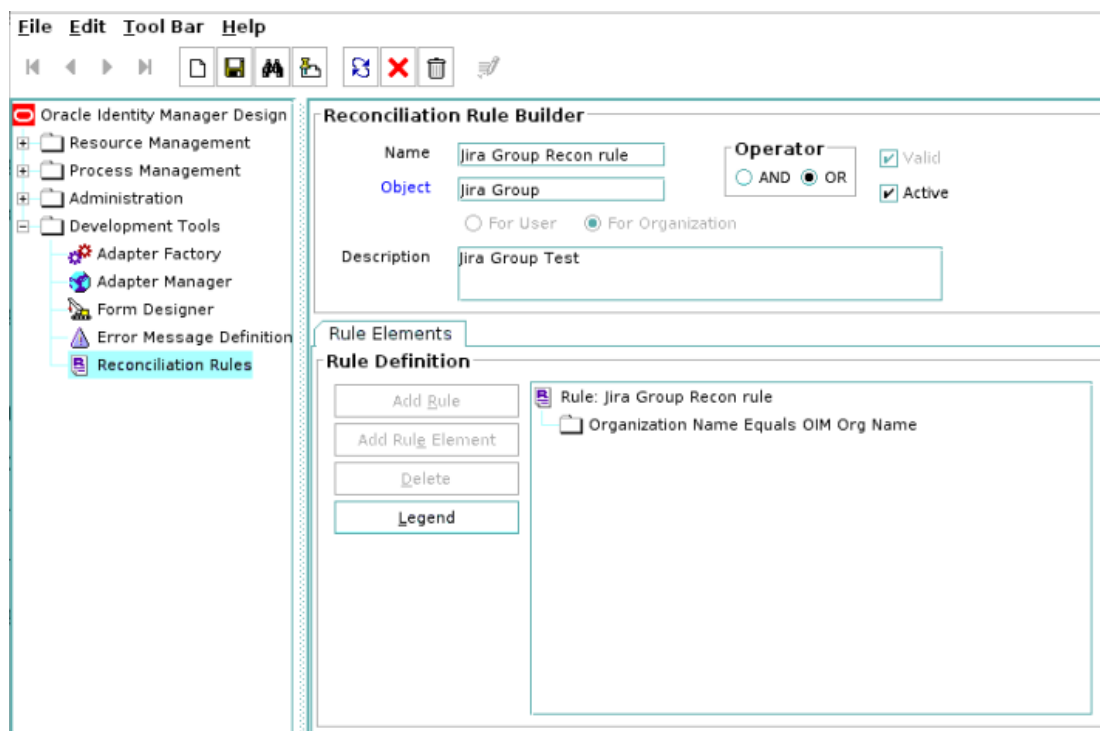 File Edit Tool Bar Help
Oracle Identity Manager Design
Resource Management
Process Management
Administration
Development Tools
Adapter Factory
Adapter Manager
Form Designer
Error Message Definition
Reconciliation Rules
Reconciliation Rule Builder
Name Jira Group Recon rule
Object Jira Group
For User For Organization
Operator
AND OR
Valid
Active
Description Jira Group Test
Rule Elements
Rule Definition
Add Rule
Add Rule Element
Delete
Legend
Rule: Jira Group Recon rule
Organization Name Equals OIM Org Name